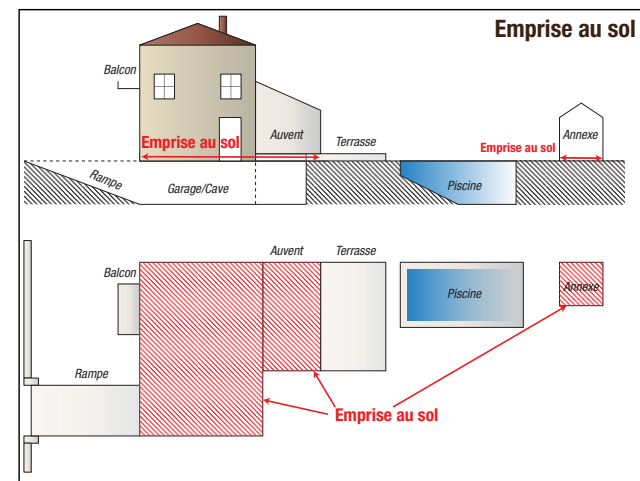 Emprise au sol
Balcon
Auvent
Emprise au sol
Terrasse
Emprise au sol
Annexe
Rampe
Garage/Cave
Piscine
Auvent
Terrasse
Balcon
Piscine
Annexe
Rampe
Emprise au sol